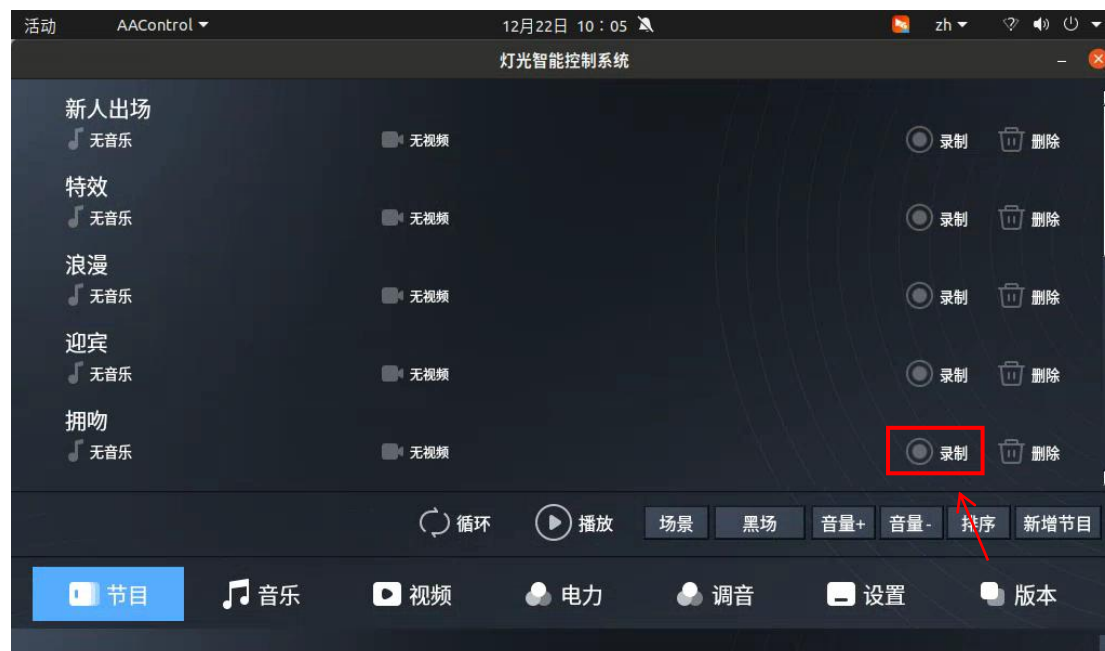 活动 AAControl 12月22日 10：05 zh
灯光智能控制系统
新人出场
无音乐 无视频 录制 删除
特效
无音乐 无视频 录制 删除
浪漫
无音乐 无视频 录制 删除
迎宾
无音乐 无视频 录制 删除
拥吻
无音乐 无视频 录制 删除
循环 播放 场景 黑场 音量+ 音量- 排序 新增节目
节目 音乐 视频 电力 调音 设置 版本